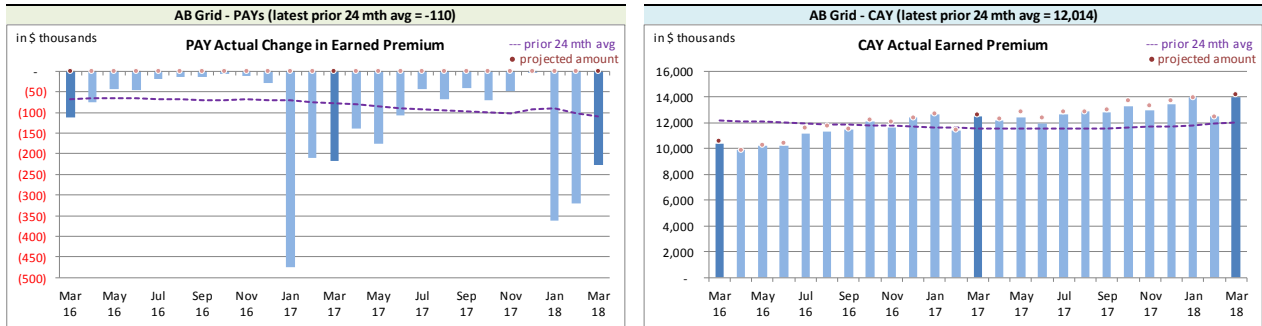 AB Grid - PAYs (latest prior 24 mth avg = -110)
in $ thousands
PAY Actual Change in Earned Premium
--- prior 24 mth avg
• projected amount
-
(50)
(100)
(150)
(200)
(250)
(300)
(350)
(400)
(450)
(500)
Mar May Jul Sep Nov Jan Mar May Jul Sep Nov Jan Mar
16 16 16 16 16 17 17 17 17 17 17 18 18
AB Grid - CAY (latest prior 24 mth avg = 12,014)
in $ thousands
CAY Actual Earned Premium
--- prior 24 mth avg
• projected amount
16,000
14,000
12,000
10,000
8,000
6,000
4,000
2,000
-
Mar May Jul Sep Nov Jan Mar May Jul Sep Nov Jan Mar
16 16 16 16 16 17 17 17 17 17 17 18 18